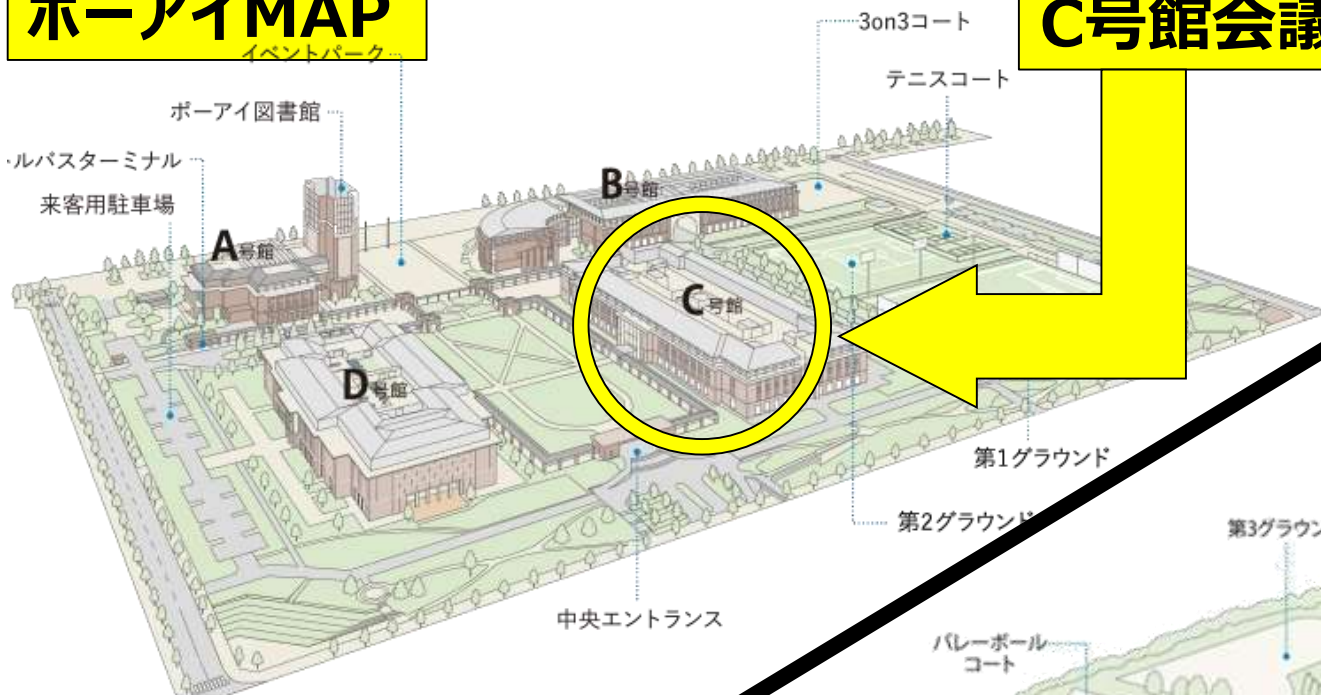 ポーアイMAP
C号館会議
イベントパーク
3on3コート
テニスコート
ポーアイ図書館
ルバスターミナル
来客用駐車場
B号館
A号館
C号館
D号館
第1グラウンド
第2グラウンド
第3グラウン
中央エントランス
バレーボール
コート